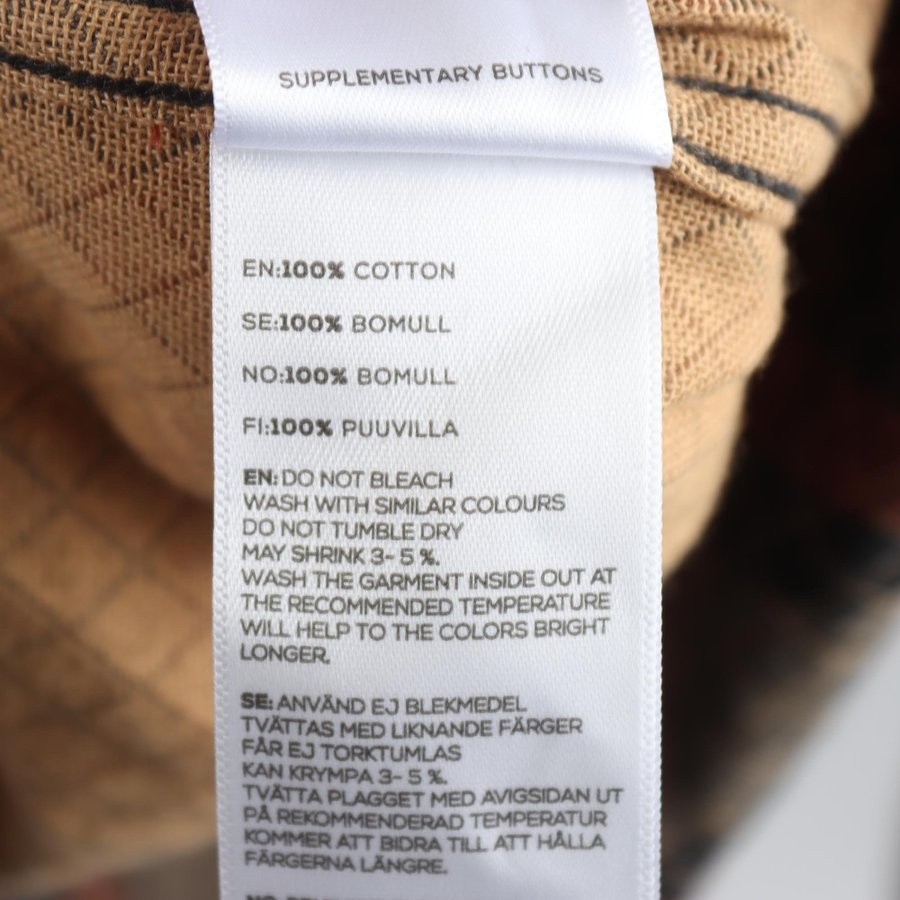 SUPPLEMENTARY BUTTONS
EN:100% COTTON
SE:100% BOMULL
NO:100% BOMULL
FI:100% PUUVILLA
EN: DO NOT BLEACH
WASH WITH SIMILAR COLOURS
DO NOT TUMBLE DRY
MAY SHRINK 3- 5 %.
WASH THE GARMENT INSIDE OUT AT
THE RECOMMENDED TEMPERATURE
WILL HELP TO THE COLORS BRIGHT
LONGER.
SE: ANVÄND EJ BLEKMEDEL
TVÄTTAS MED LIKNANDE FÄRGER
FÅR EJ TORKTUMLAS
KAN KRYMPA 3- 5 %.
TVÄTTA PLAGGET MED AVIGSIDAN UT
PÅ REKOMMENDERAD TEMPERATUR
KOMMER ATT BIDRA TILL ATT HÅLLA
FÄRGERNA LÄNGRE.